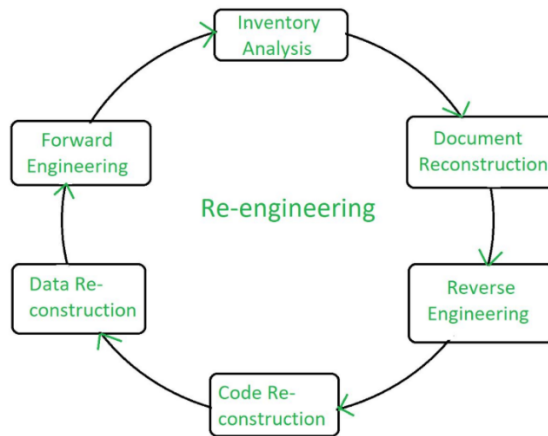 Inventory
Analysis
Document
Reconstruction
Reverse
Engineering
Code Re-
construction
Data Re-
construction
Forward
Engineering
Re-engineering